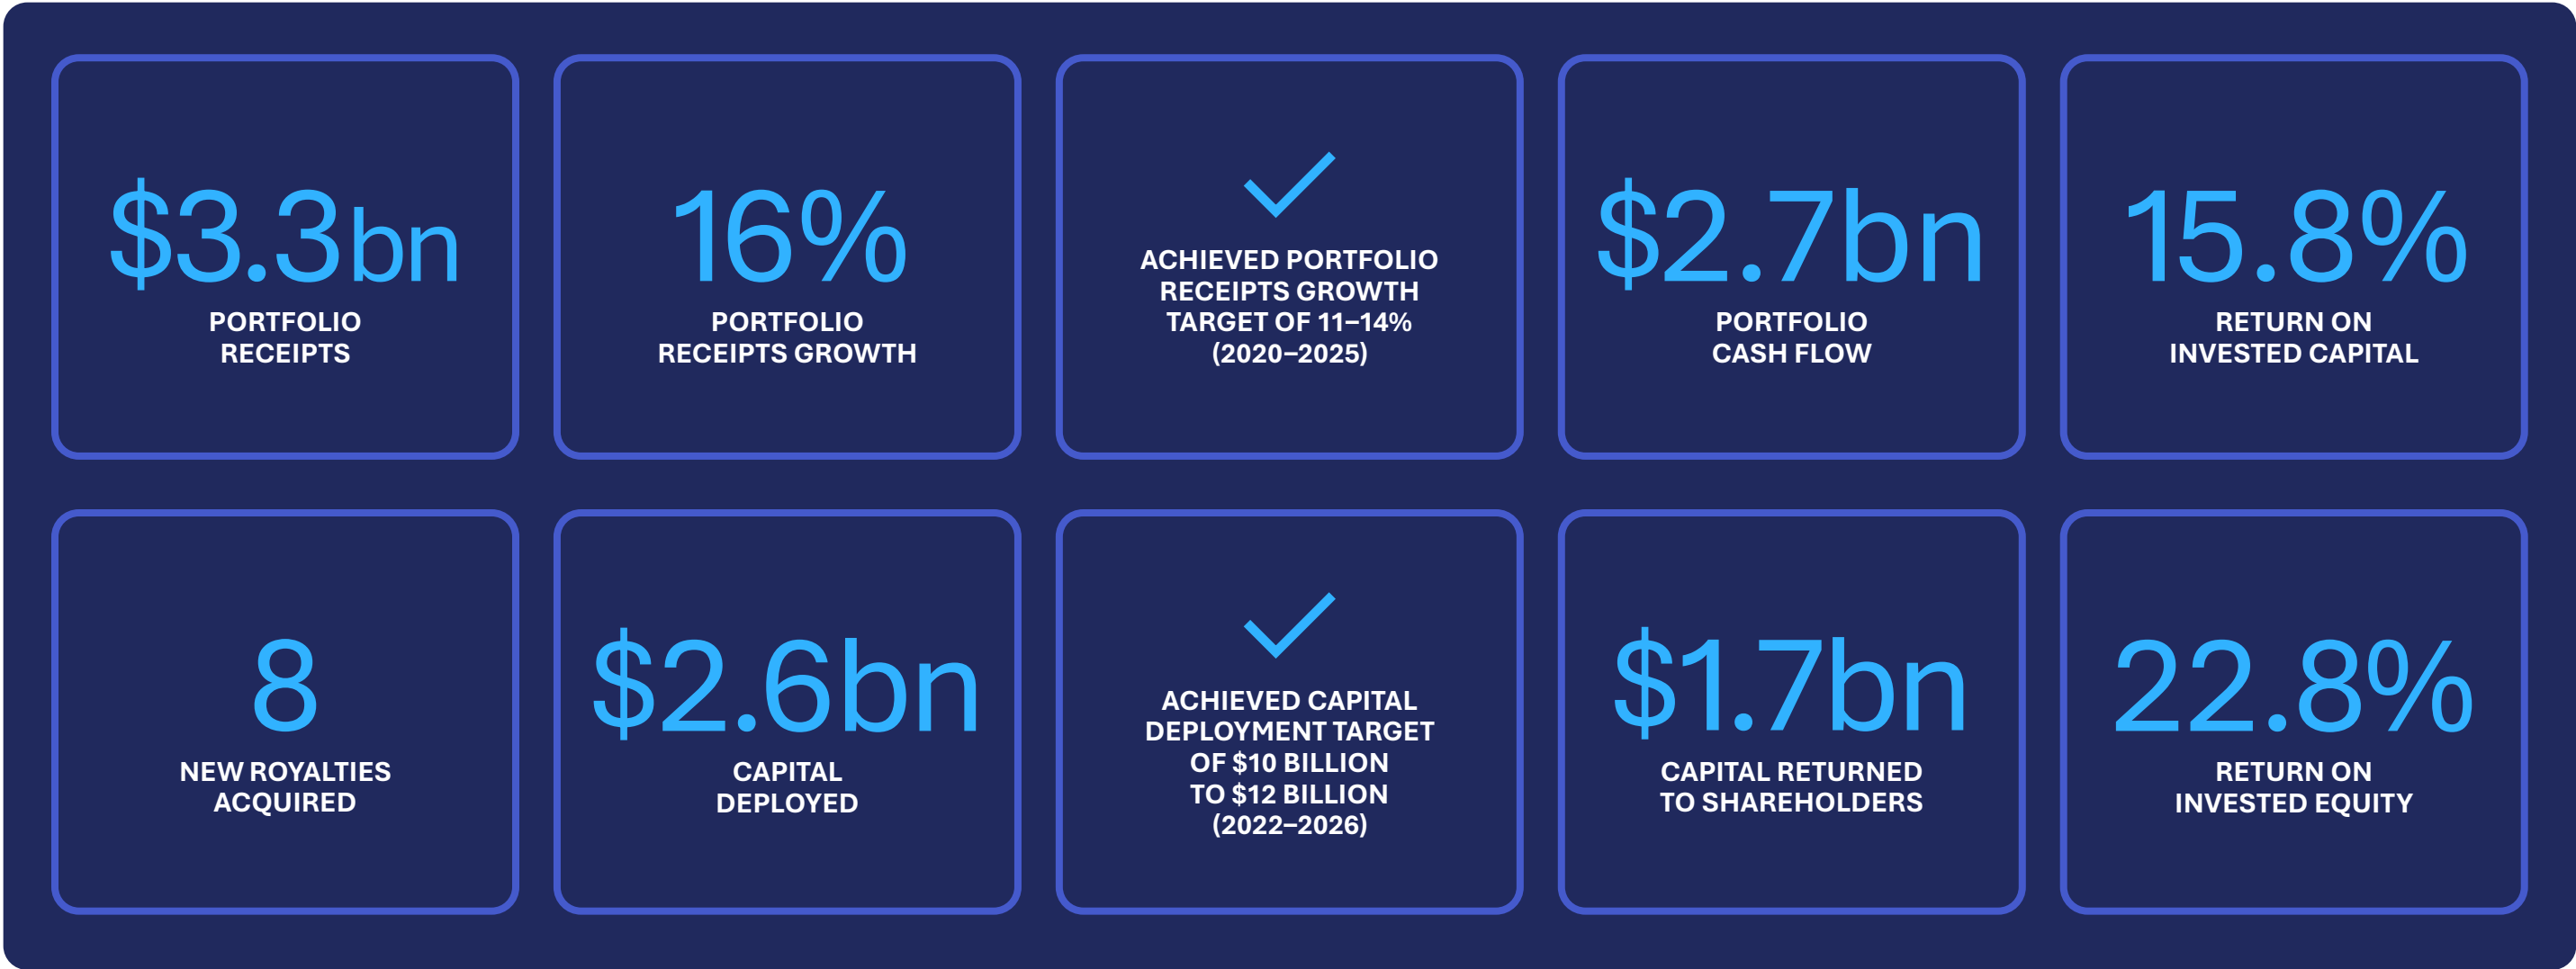 $3.3bn
PORTFOLIO
RECEIPTS
16%
PORTFOLIO
RECEIPTS GROWTH
ACHIEVED PORTFOLIO
RECEIPTS GROWTH
TARGET OF 11–14%
(2020–2025)
$2.7bn
PORTFOLIO
CASH FLOW
15.8%
RETURN ON
INVESTED CAPITAL
8
NEW ROYALTIES
ACQUIRED
$2.6bn
CAPITAL
DEPLOYED
ACHIEVED CAPITAL
DEPLOYMENT TARGET
OF $10 BILLION
TO $12 BILLION
(2022–2026)
$1.7bn
CAPITAL RETURNED
TO SHAREHOLDERS
22.8%
RETURN ON
INVESTED EQUITY